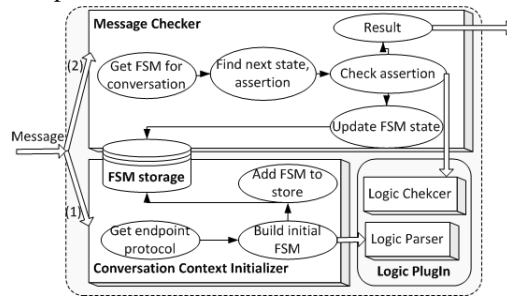 Message Checker
Result
(2)
Get FSM for
conversation
Find next state,
assertion
Check assertion
Update FSM state
Message
FSM storage
Add FSM to
store
(1)
Get endpoint
protocol
Build initial
FSM
Conversation Context Initializer
Logic Chekcer
Logic Parser
Logic PlugIn